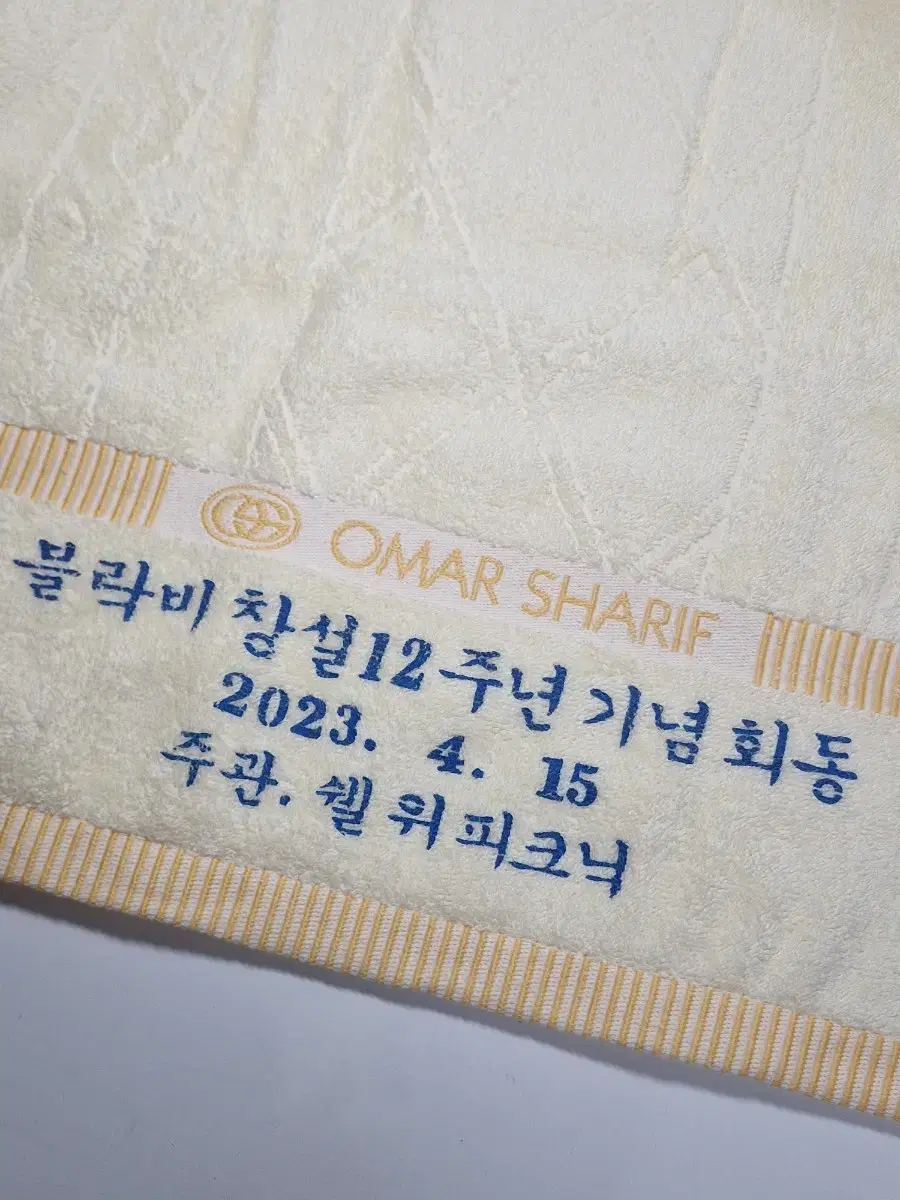 OMAR SHARIF
블락비 창설12주년기념 회동
2023. 4. 15
주관. 쉘위피크닉